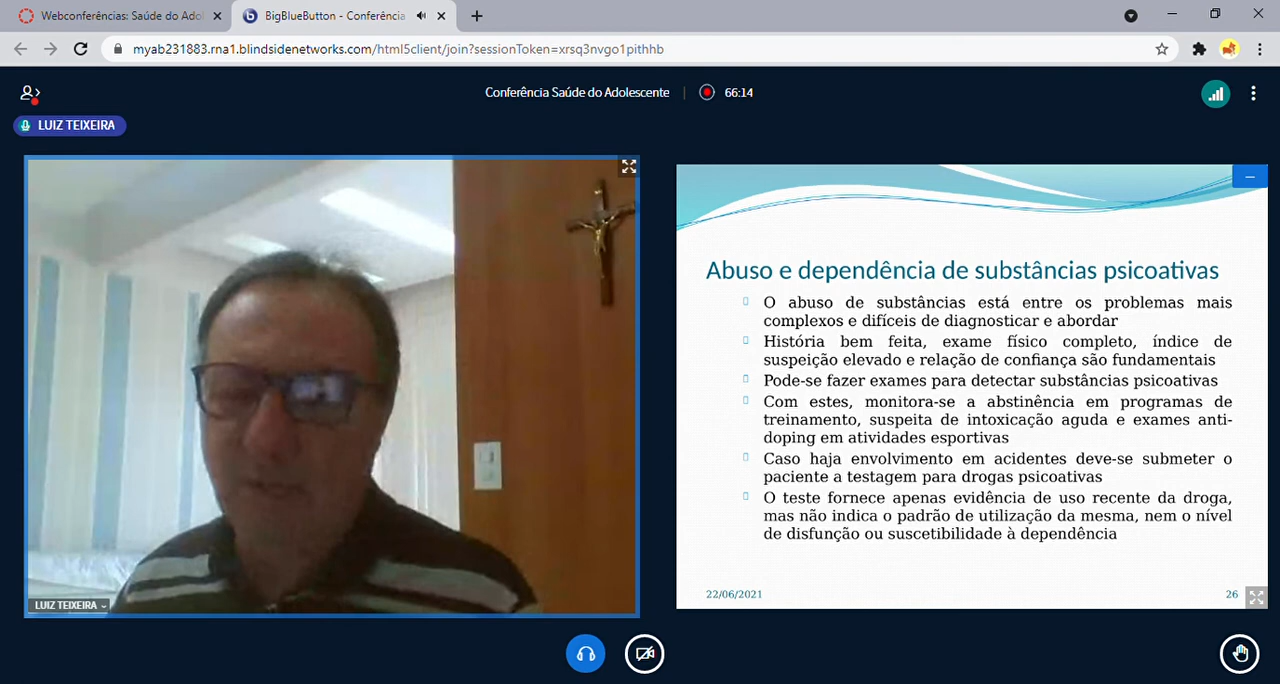 Webconferências: Saúde do Adol
BigBlueButton - Conferência
myab231883.rna1.blindsidenetworks.com/html5client/join?sessionToken=xrsq3nvgo1pithhb
Conferência Saúde do Adolescente
66:14
LUIZ TEIXEIRA
LUIZ TEIXEIRA
Abuso e dependência de substâncias psicoativas
O abuso de substâncias está entre os problemas mais
complexos e difíceis de diagnosticar e abordar
História bem feita, exame físico completo, índice de
suspeição elevado e relação de confiança são fundamentais
Pode-se fazer exames para detectar substâncias psicoativas
Com estes, monitora-se a abstinência em programas de
treinamento, suspeita de intoxicação aguda e exames anti-
doping em atividades esportivas
Caso haja envolvimento em acidentes deve-se submeter o
paciente a testagem para drogas psicoativas
O teste fornece apenas evidência de uso recente da droga,
mas não indica o padrão de utilização da mesma, nem o nível
de disfunção ou suscetibilidade à dependência
22/06/2021
26